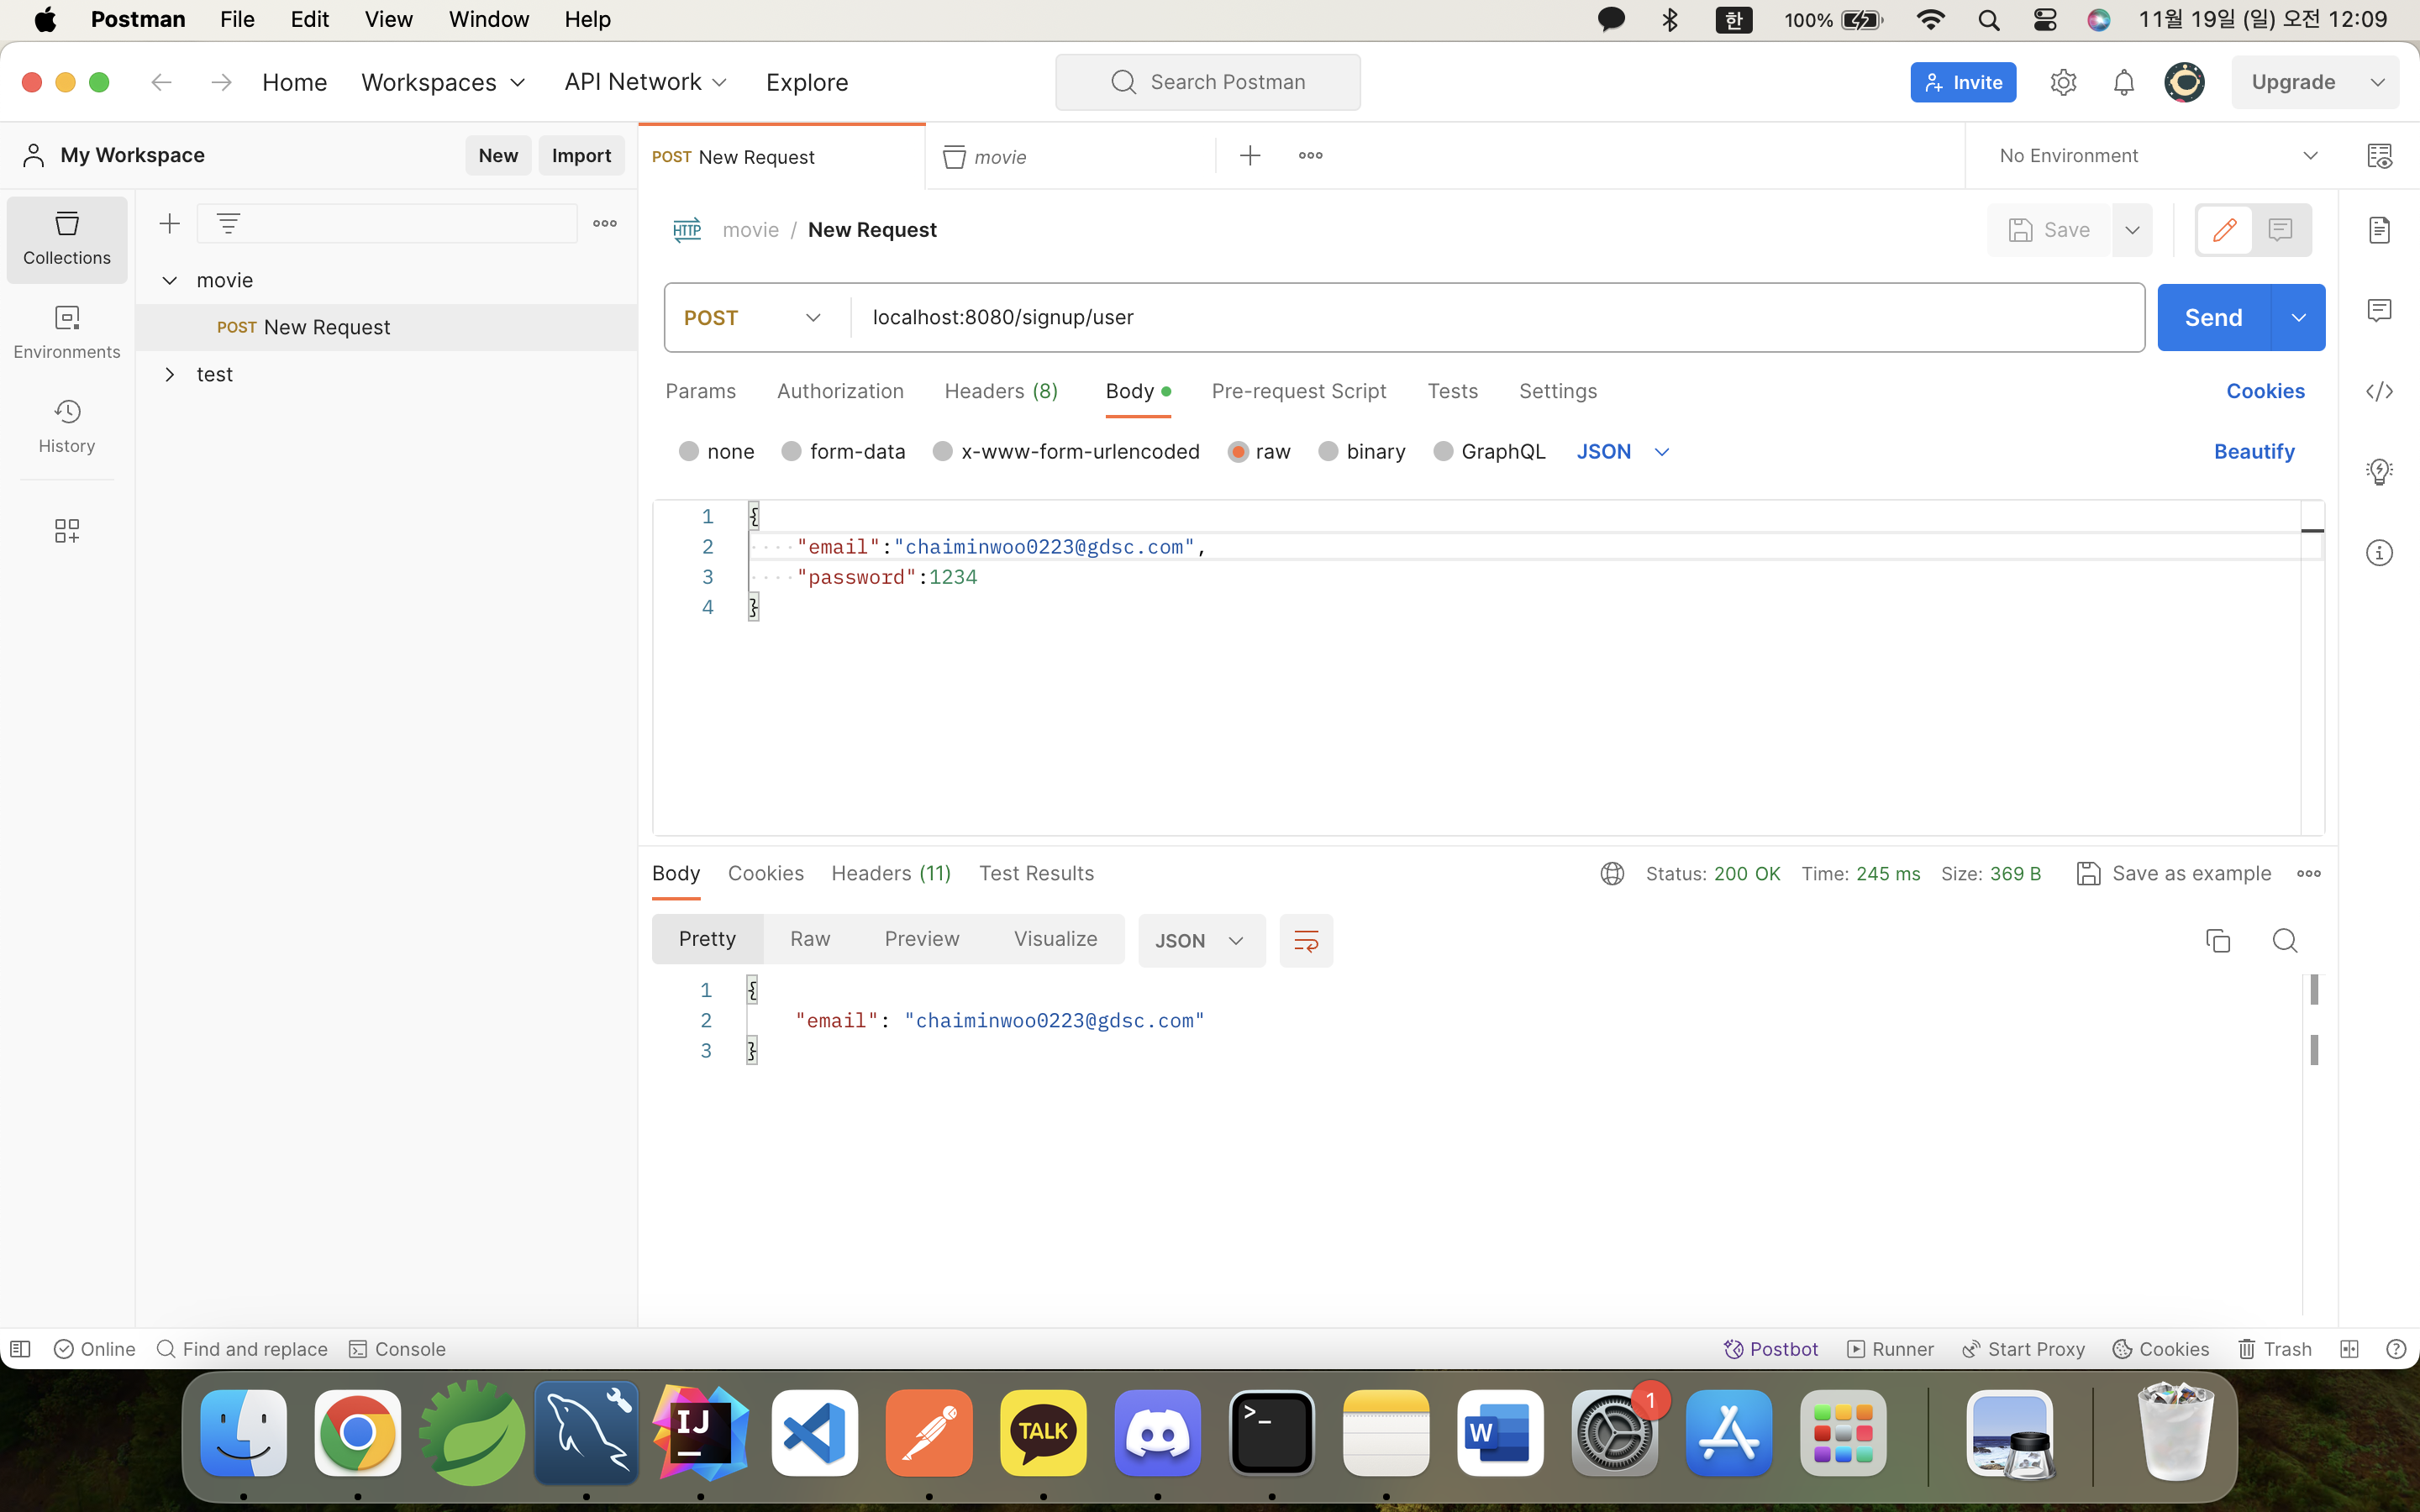 Postman File Edit View Window Help 한 100% 11월 19일 (일) 오전 12:09
Home Workspaces API Network Explore Search Postman Invite Upgrade
My Workspace New Import POST New Request movie No Environment
Collections
Environments
History
movie
POST New Request
test
HTTP movie / New Request Save
POST localhost:8080/signup/user Send
Params Authorization Headers (8) Body Pre-request Script Tests Settings Cookies
none form-data x-www-form-urlencoded raw binary GraphQL JSON Beautify
1 {
2 "email":"chaiminwoo0223@gdsc.com",
3 "password":1234
4 }
Body Cookies Headers (11) Test Results Status: 200 OK Time: 245 ms Size: 369 B Save as example
Pretty Raw Preview Visualize JSON
1 {
2 "email": "chaiminwoo0223@gdsc.com"
3 }
Online Find and replace Console Postbot Runner Start Proxy Cookies Trash
IJ TALK >_ W 1